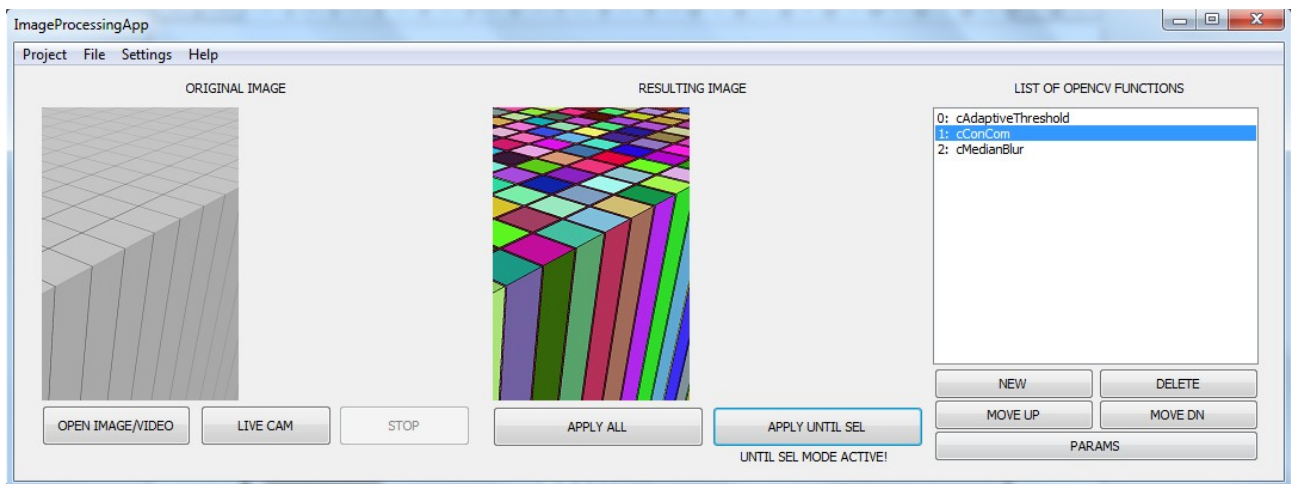 ImageProcessingApp
Project File Settings Help
ORIGINAL IMAGE
RESULTING IMAGE
LIST OF OPENCV FUNCTIONS
0: cAdaptiveThreshold
1: cConCom
2: cMedianBlur
OPEN IMAGE/VIDEO
LIVE CAM
STOP
APPLY ALL
APPLY UNTIL SEL
UNTIL SEL MODE ACTIVE!
NEW
DELETE
MOVE UP
MOVE DN
PARAMS